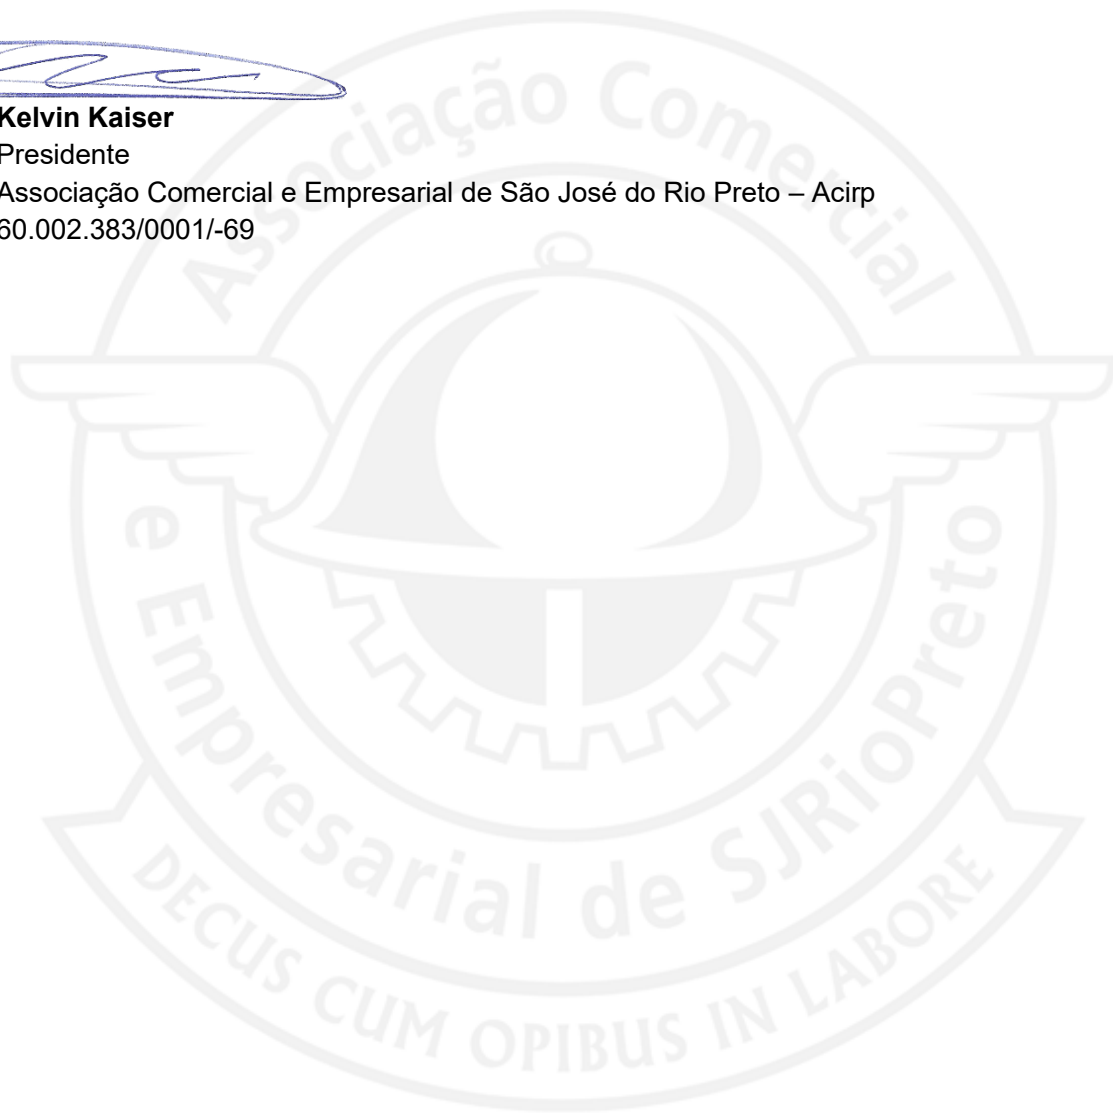 Kelvin Kaiser
Presidente
Associação Comercial e Empresarial de São José do Rio Preto – Acirp
60.002.383/0001/-69
Associação Comercial
e Empresarial de SJRioPreto
DECUS CUM OPIBUS IN LABORE